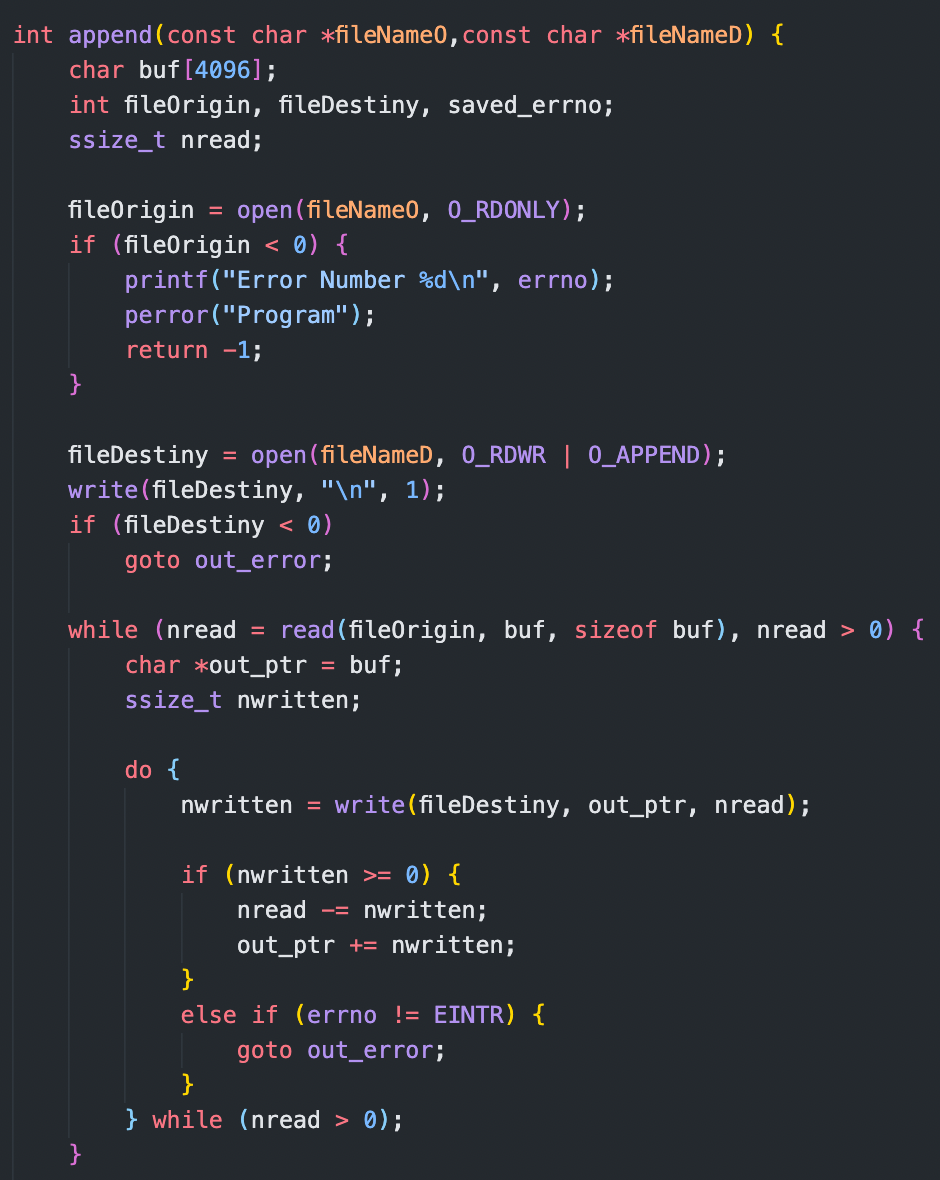 int append(const char *fileNameO,const char *fileNameD) {
    char buf[4096];
    int fileOrigin, fileDestiny, saved_errno;
    ssize_t nread;

    fileOrigin = open(fileNameO, O_RDONLY);
    if (fileOrigin < 0) {
        printf("Error Number %d\n", errno);
        perror("Program");
        return -1;
    }

    fileDestiny = open(fileNameD, O_RDWR | O_APPEND);
    write(fileDestiny, "\n", 1);
    if (fileDestiny < 0)
        goto out_error;

    while (nread = read(fileOrigin, buf, sizeof buf), nread > 0) {
        char *out_ptr = buf;
        ssize_t nwritten;

        do {
            nwritten = write(fileDestiny, out_ptr, nread);

            if (nwritten >= 0) {
                nread -= nwritten;
                out_ptr += nwritten;
            }
            else if (errno != EINTR) {
                goto out_error;
            }
        } while (nread > 0);
    }